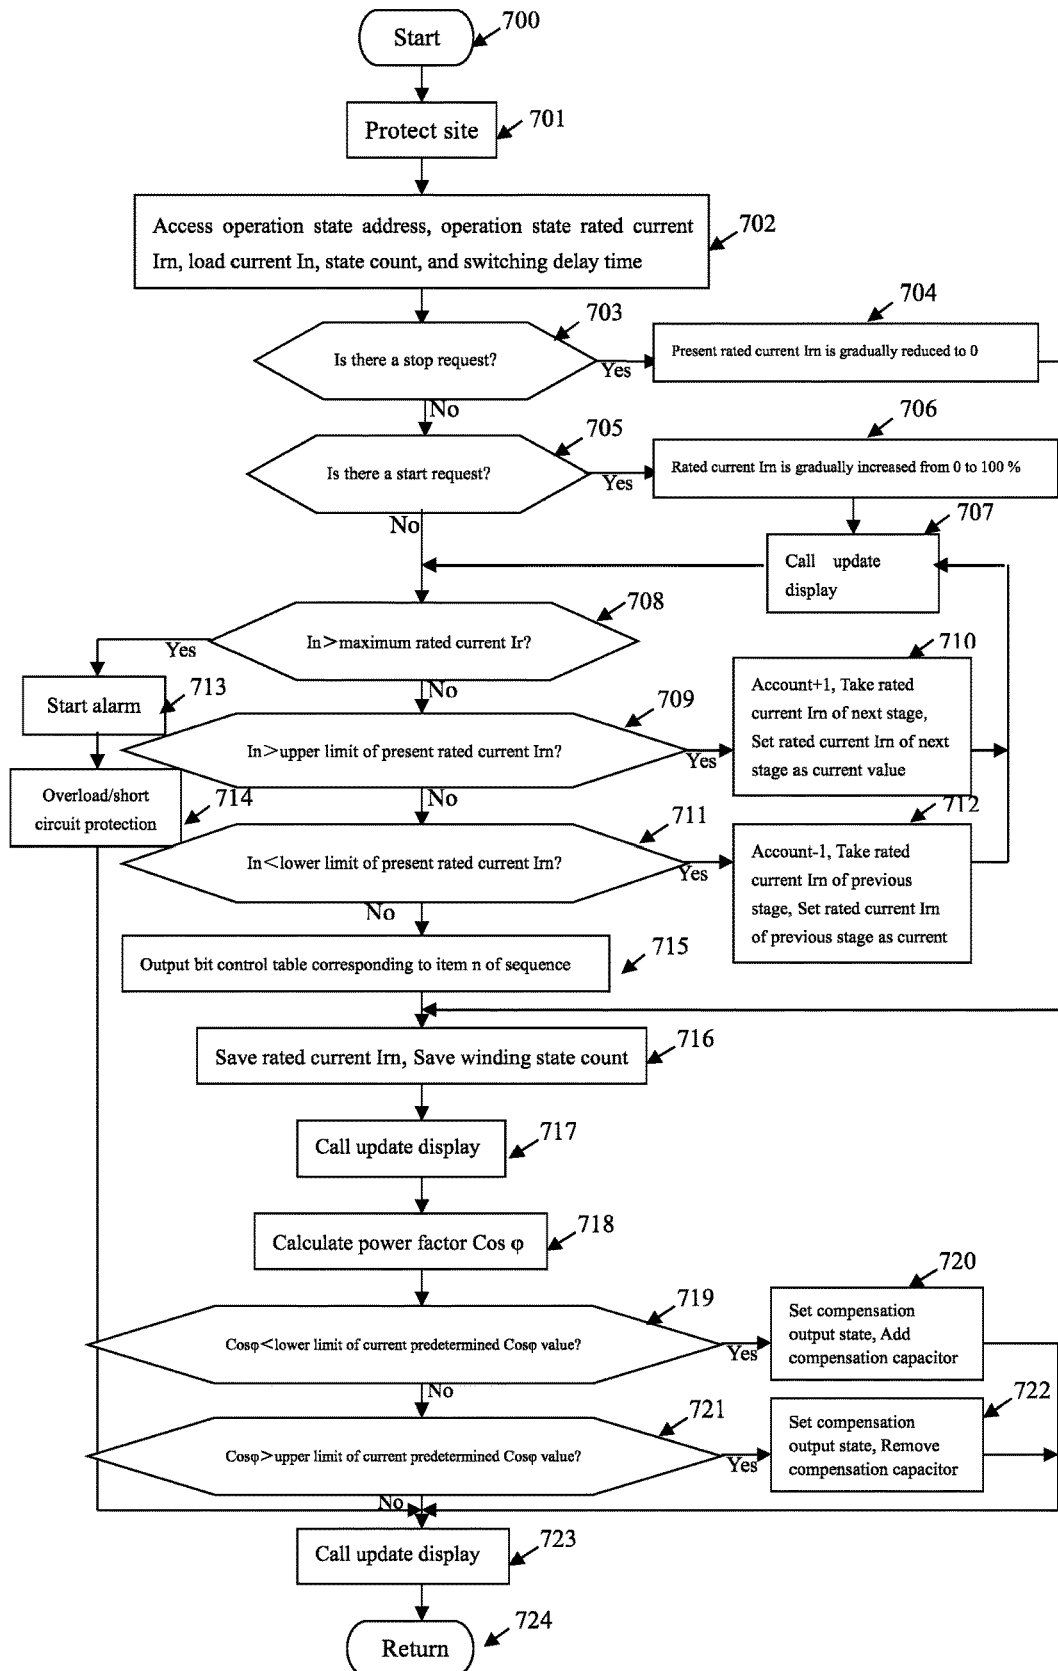 Start
700
Protect site
701
Access operation state address, operation state rated current
Irn, load current In, state count, and switching delay time
702
703
Is there a stop request?
Yes
704
Present rated current Irn is gradually reduced to 0
No
705
Is there a start request?
Yes
706
Rated current Irn is gradually increased from 0 to 100 %
No
707
Call update
display
708
In>maximum rated current Ir?
Yes
No
713
Start alarm
709
In>upper limit of present rated current Irn?
Yes
710
Account+1, Take rated
current Irn of next stage,
Set rated current Irn of next
stage as current value
No
714
Overload/short
circuit protection
711
In<lower limit of present rated current Irn?
Yes
712
Account-1, Take rated
current Irn of previous
stage, Set rated current Irn
of previous stage as current
No
Output bit control table corresponding to item n of sequence
715
Save rated current Irn, Save winding state count
716
Call update display
717
Calculate power factor Cos φ
718
719
Cosφ<lower limit of current predetermined Cosφ value?
Yes
720
Set compensation
output state, Add
compensation capacitor
No
721
Cosφ>upper limit of current predetermined Cosφ value?
Yes
722
Set compensation
output state, Remove
compensation capacitor
No
Call update display
723
Return
724